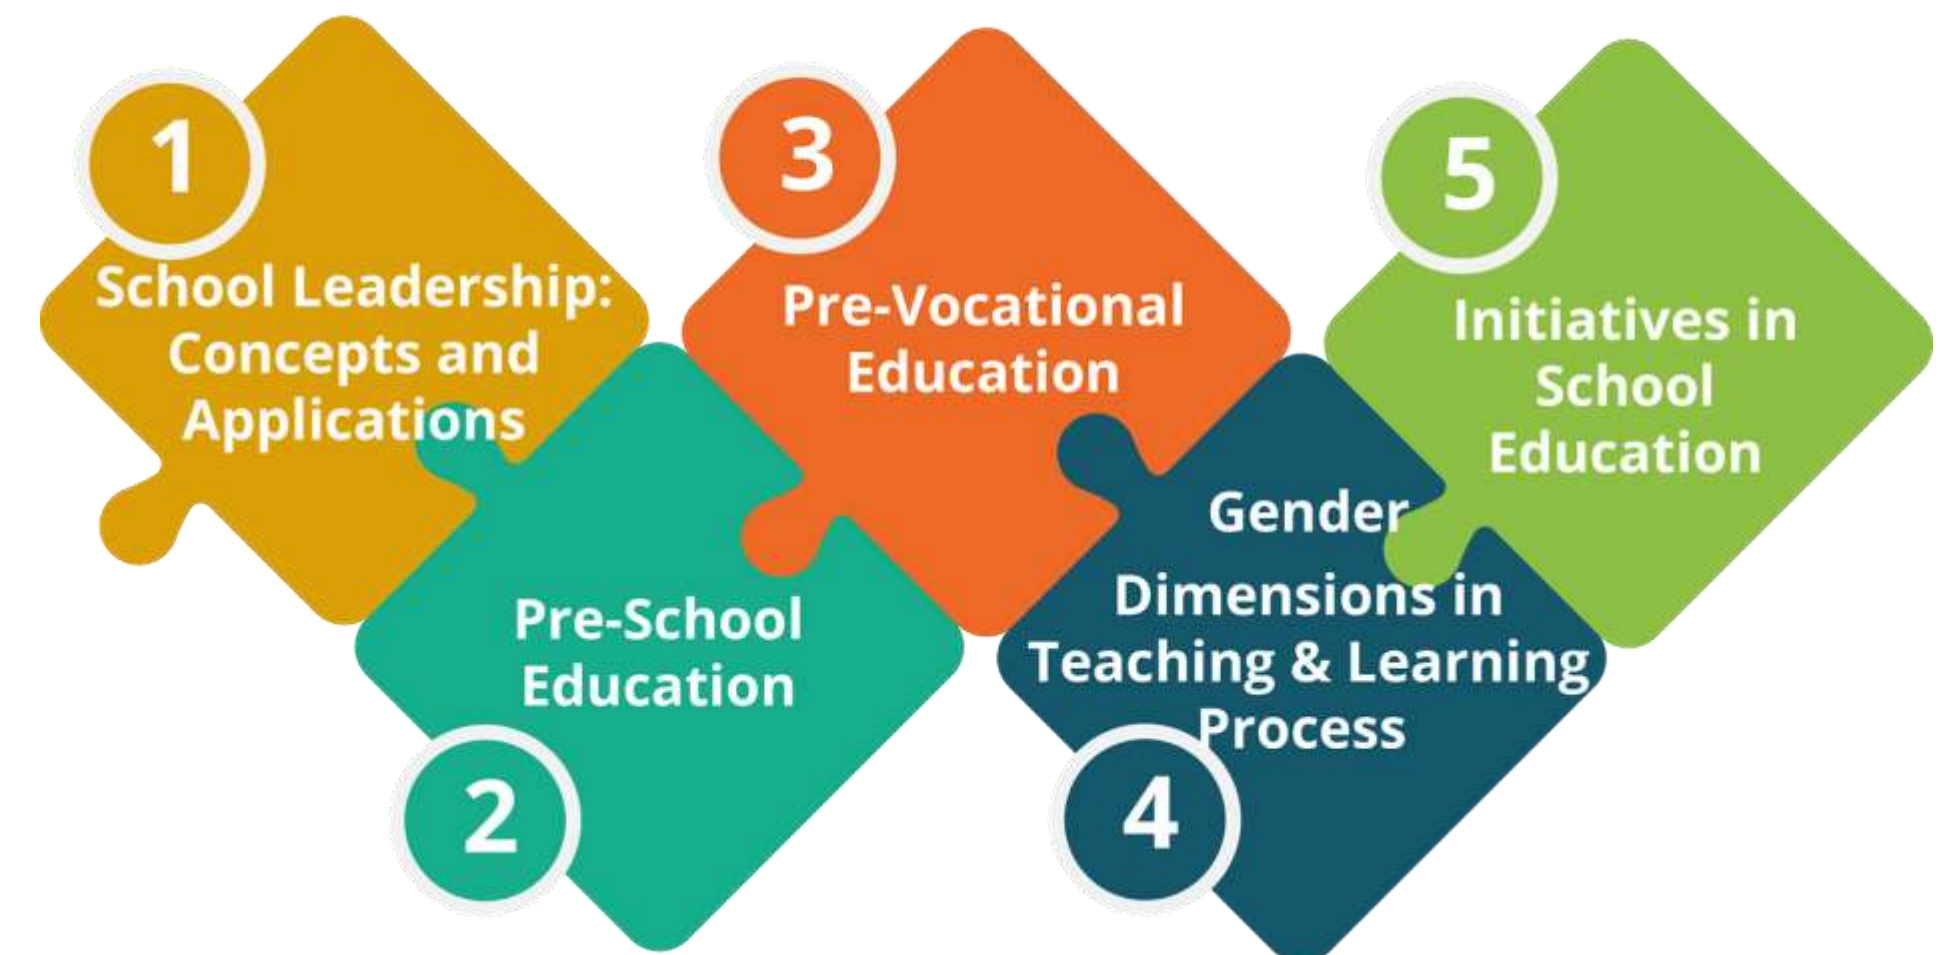 1
School Leadership:
Concepts and
Applications
2
Pre-School
Education
3
Pre-Vocational
Education
4
Gender
Dimensions in
Teaching & Learning
Process
5
Initiatives in
School
Education